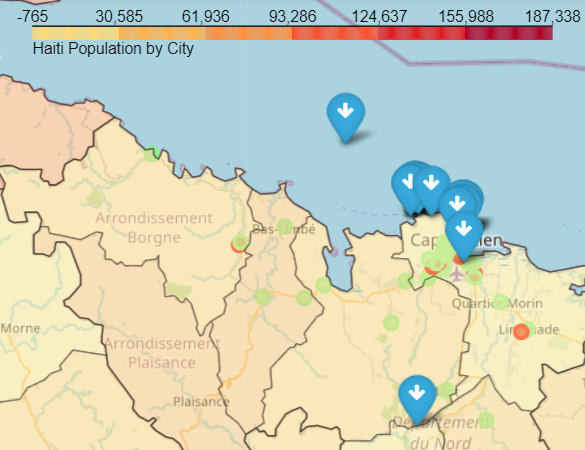 -765 30,585 61,936 93,286 124,637 155,988 187,338
Haiti Population by City
Arrondissement
Borgne
Bas-Limbé
Quartier Morin
Morne
Arrondissement
Plaisance
Plaisance
Département
du Nord